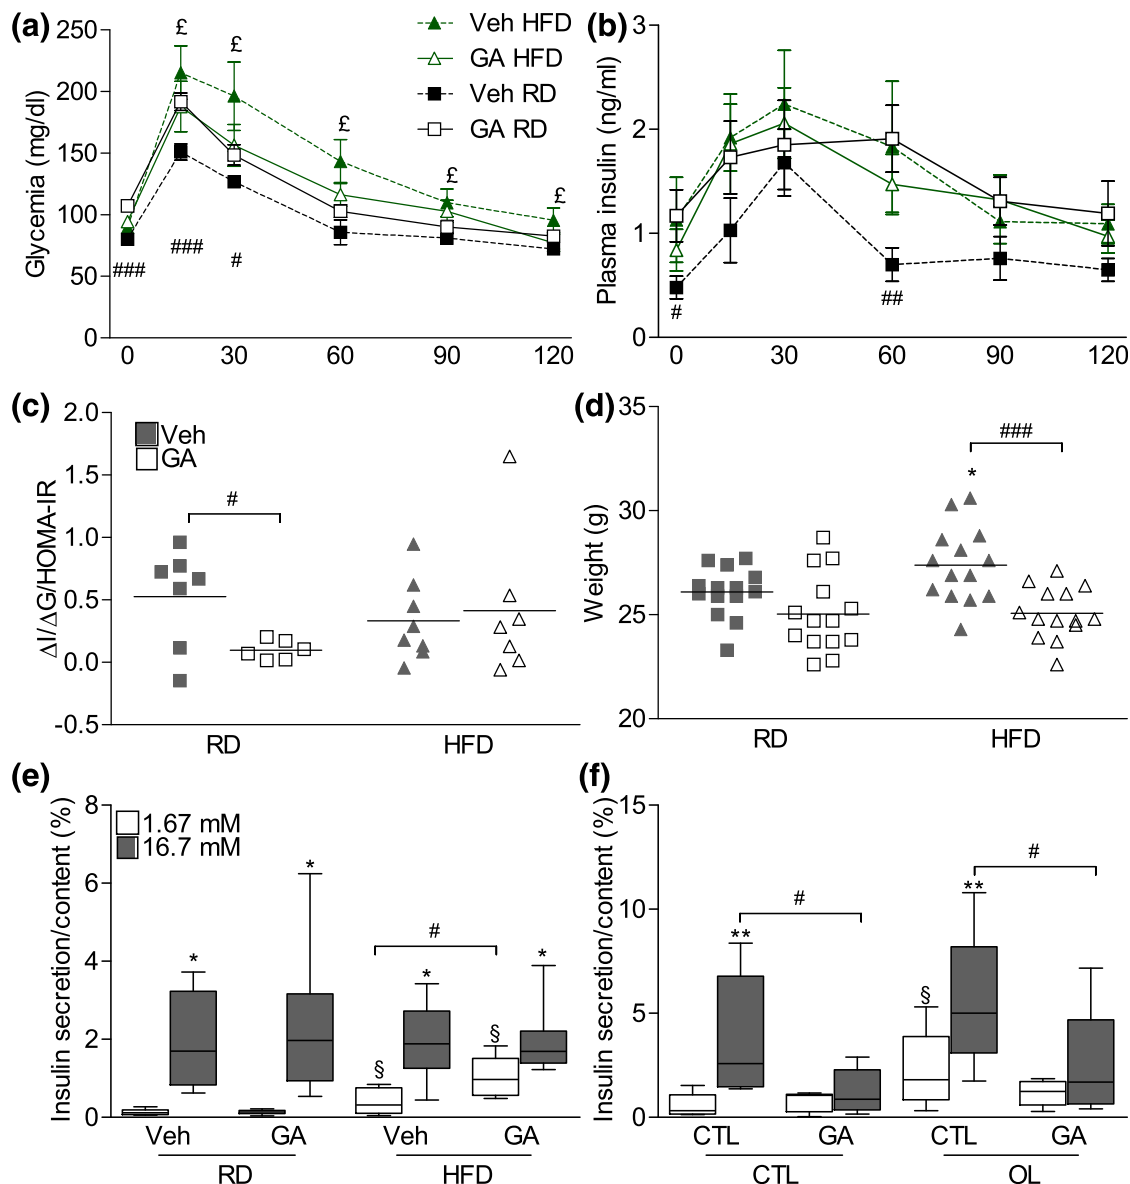 (a)
Glycemia (mg/dl)
250
200
150
100
50
0
£
£
£
£
£
###
###
#
0 30 60 90 120
Veh HFD
GA HFD
Veh RD
GA RD
(b)
Plasma insulin (ng/ml)
3
2
1
0
#
##
0 30 60 90 120
(c)
ΔI/ΔG/HOMA-IR
2.0
1.5
1.0
0.5
0.0
-0.5
Veh
GA
#
RD HFD
(d)
Weight (g)
35
30
25
20
###
*
RD HFD
(e)
Insulin secretion/content (%)
8
6
4
2
0
1.67 mM
16.7 mM
*
*
#
*
*
§
§
Veh GA Veh GA
RD HFD
(f)
Insulin secretion/content (%)
15
10
5
0
#
#
**
**
§
CTL GA CTL GA
CTL OL